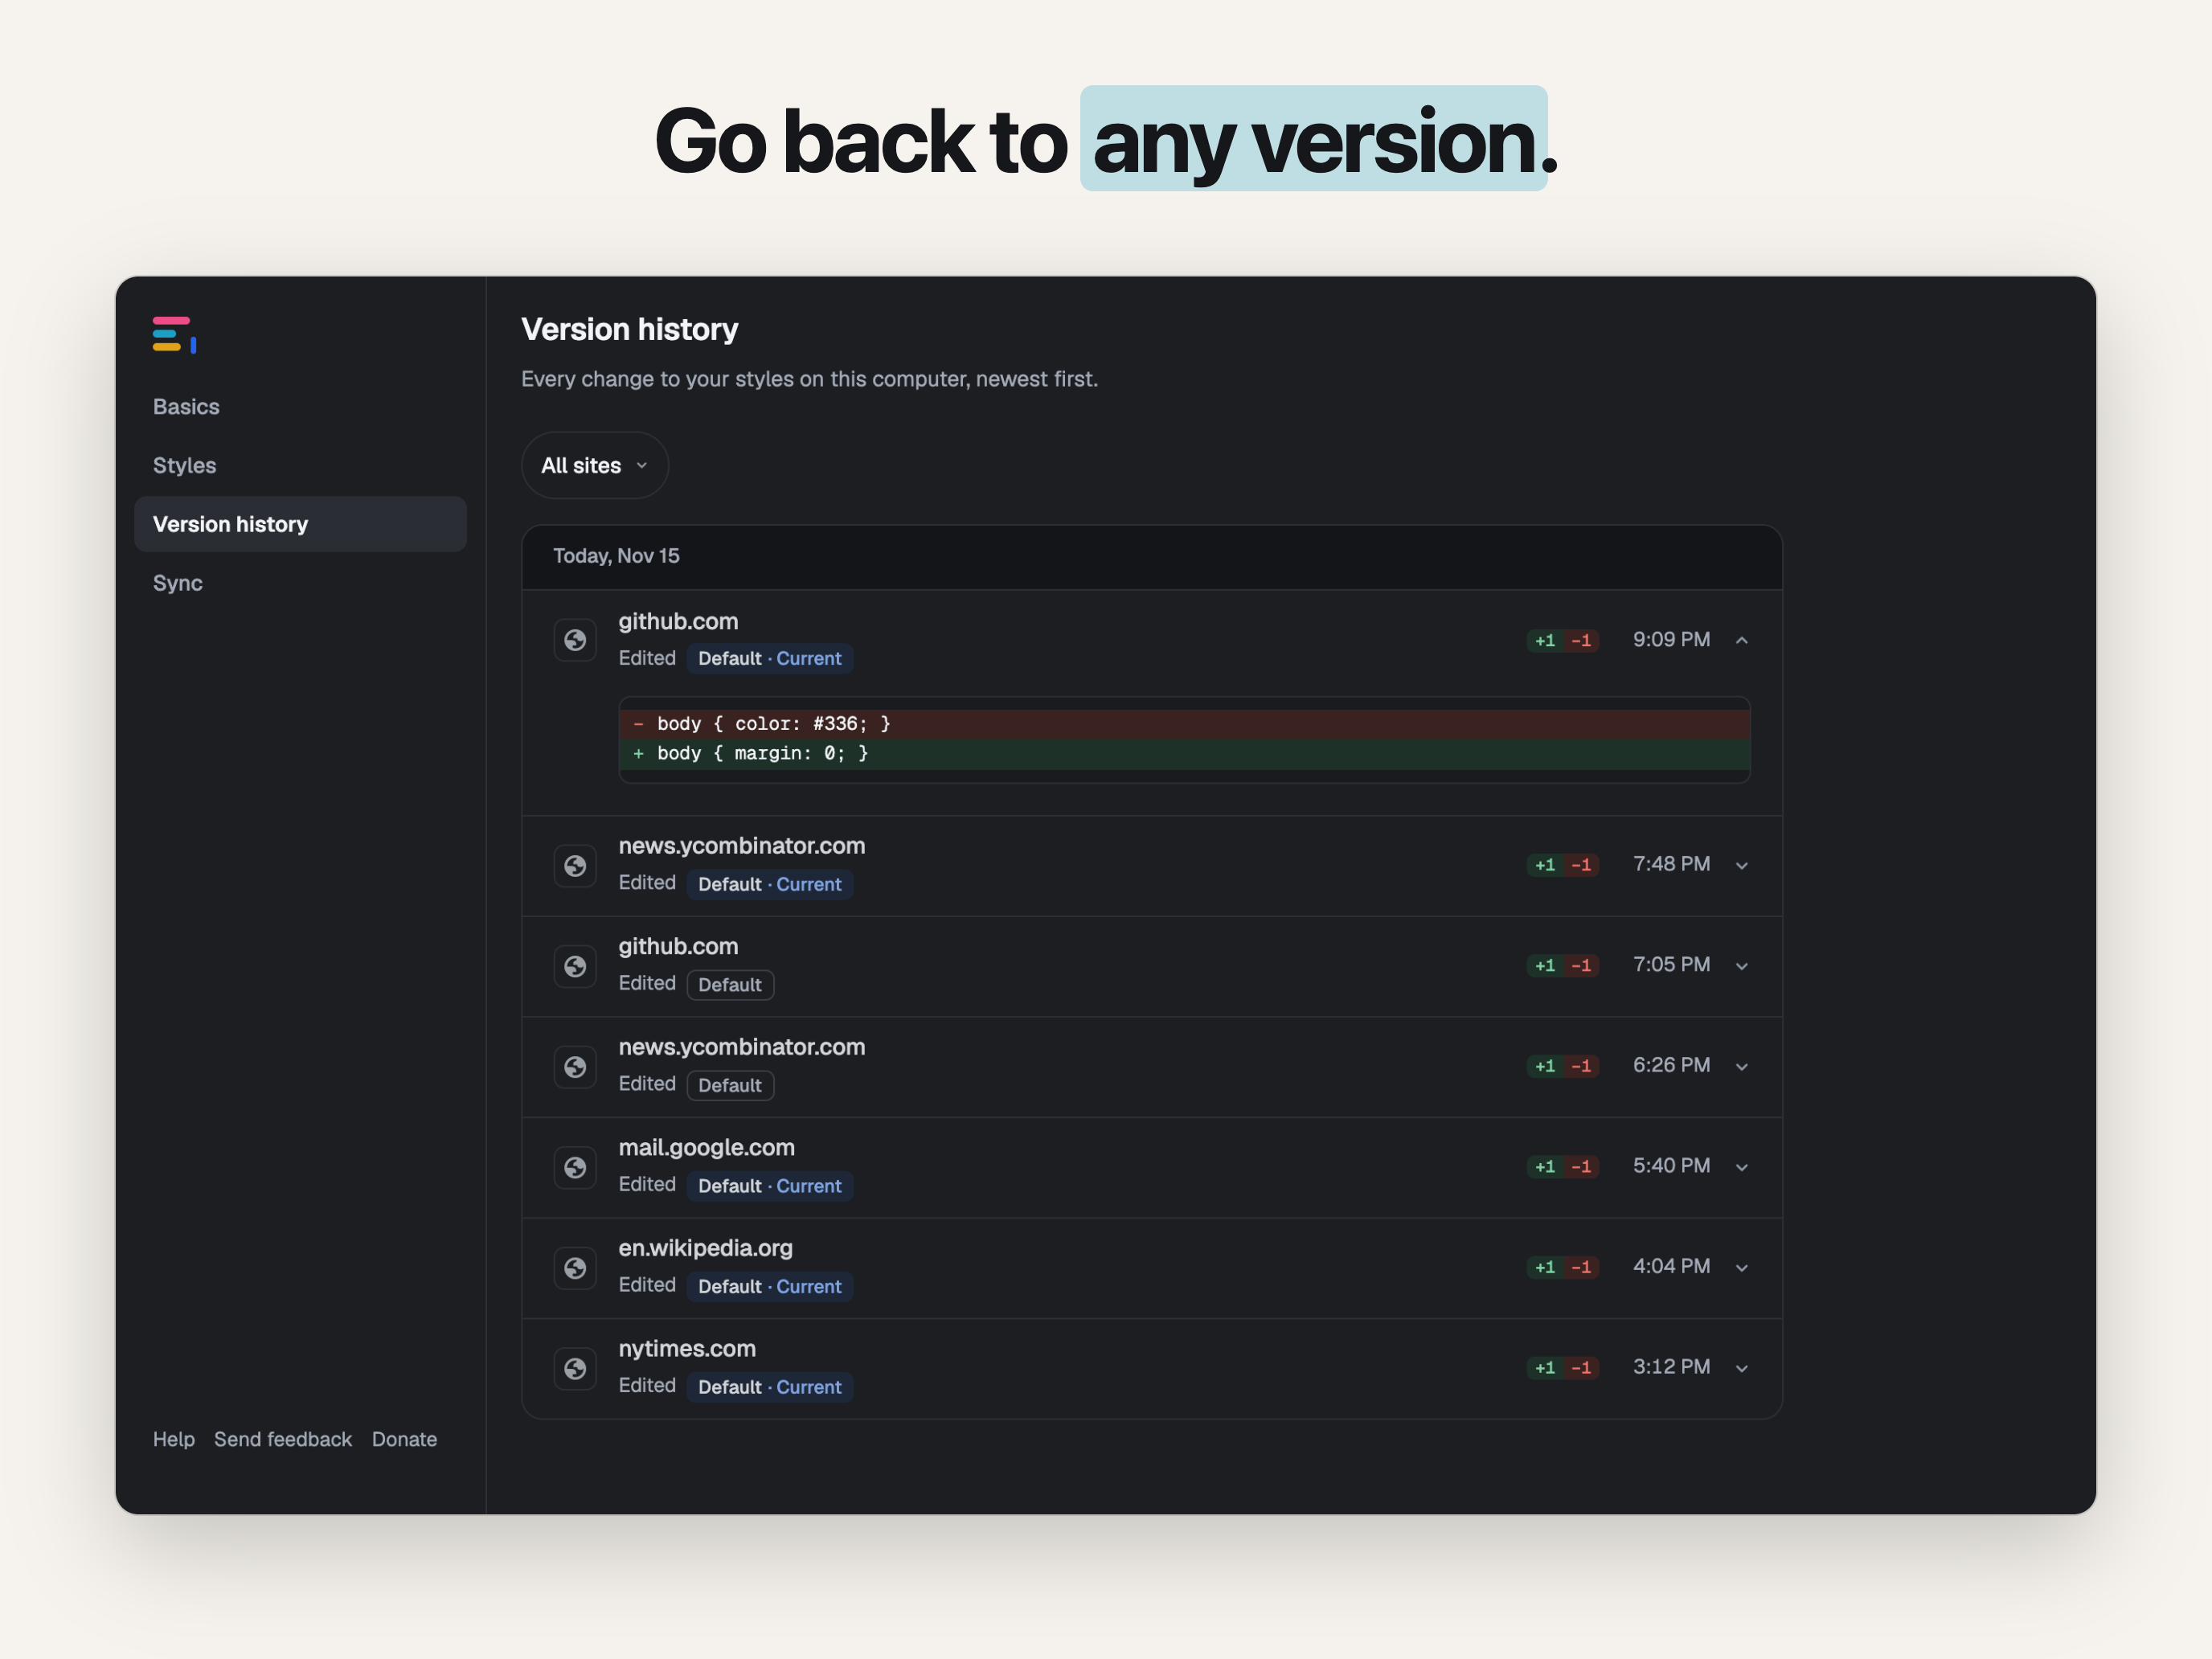 Go back to any version.
Basics
Styles
Version history
Sync
Help Send feedback Donate
Version history
Every change to your styles on this computer, newest first.
All sites
Today, Nov 15
github.com
Edited Default · Current
+1 −1 9:09 PM
− body { color: #336; }
+ body { margin: 0; }
news.ycombinator.com
Edited Default · Current
+1 −1 7:48 PM
github.com
Edited Default
+1 −1 7:05 PM
news.ycombinator.com
Edited Default
+1 −1 6:26 PM
mail.google.com
Edited Default · Current
+1 −1 5:40 PM
en.wikipedia.org
Edited Default · Current
+1 −1 4:04 PM
nytimes.com
Edited Default · Current
+1 −1 3:12 PM